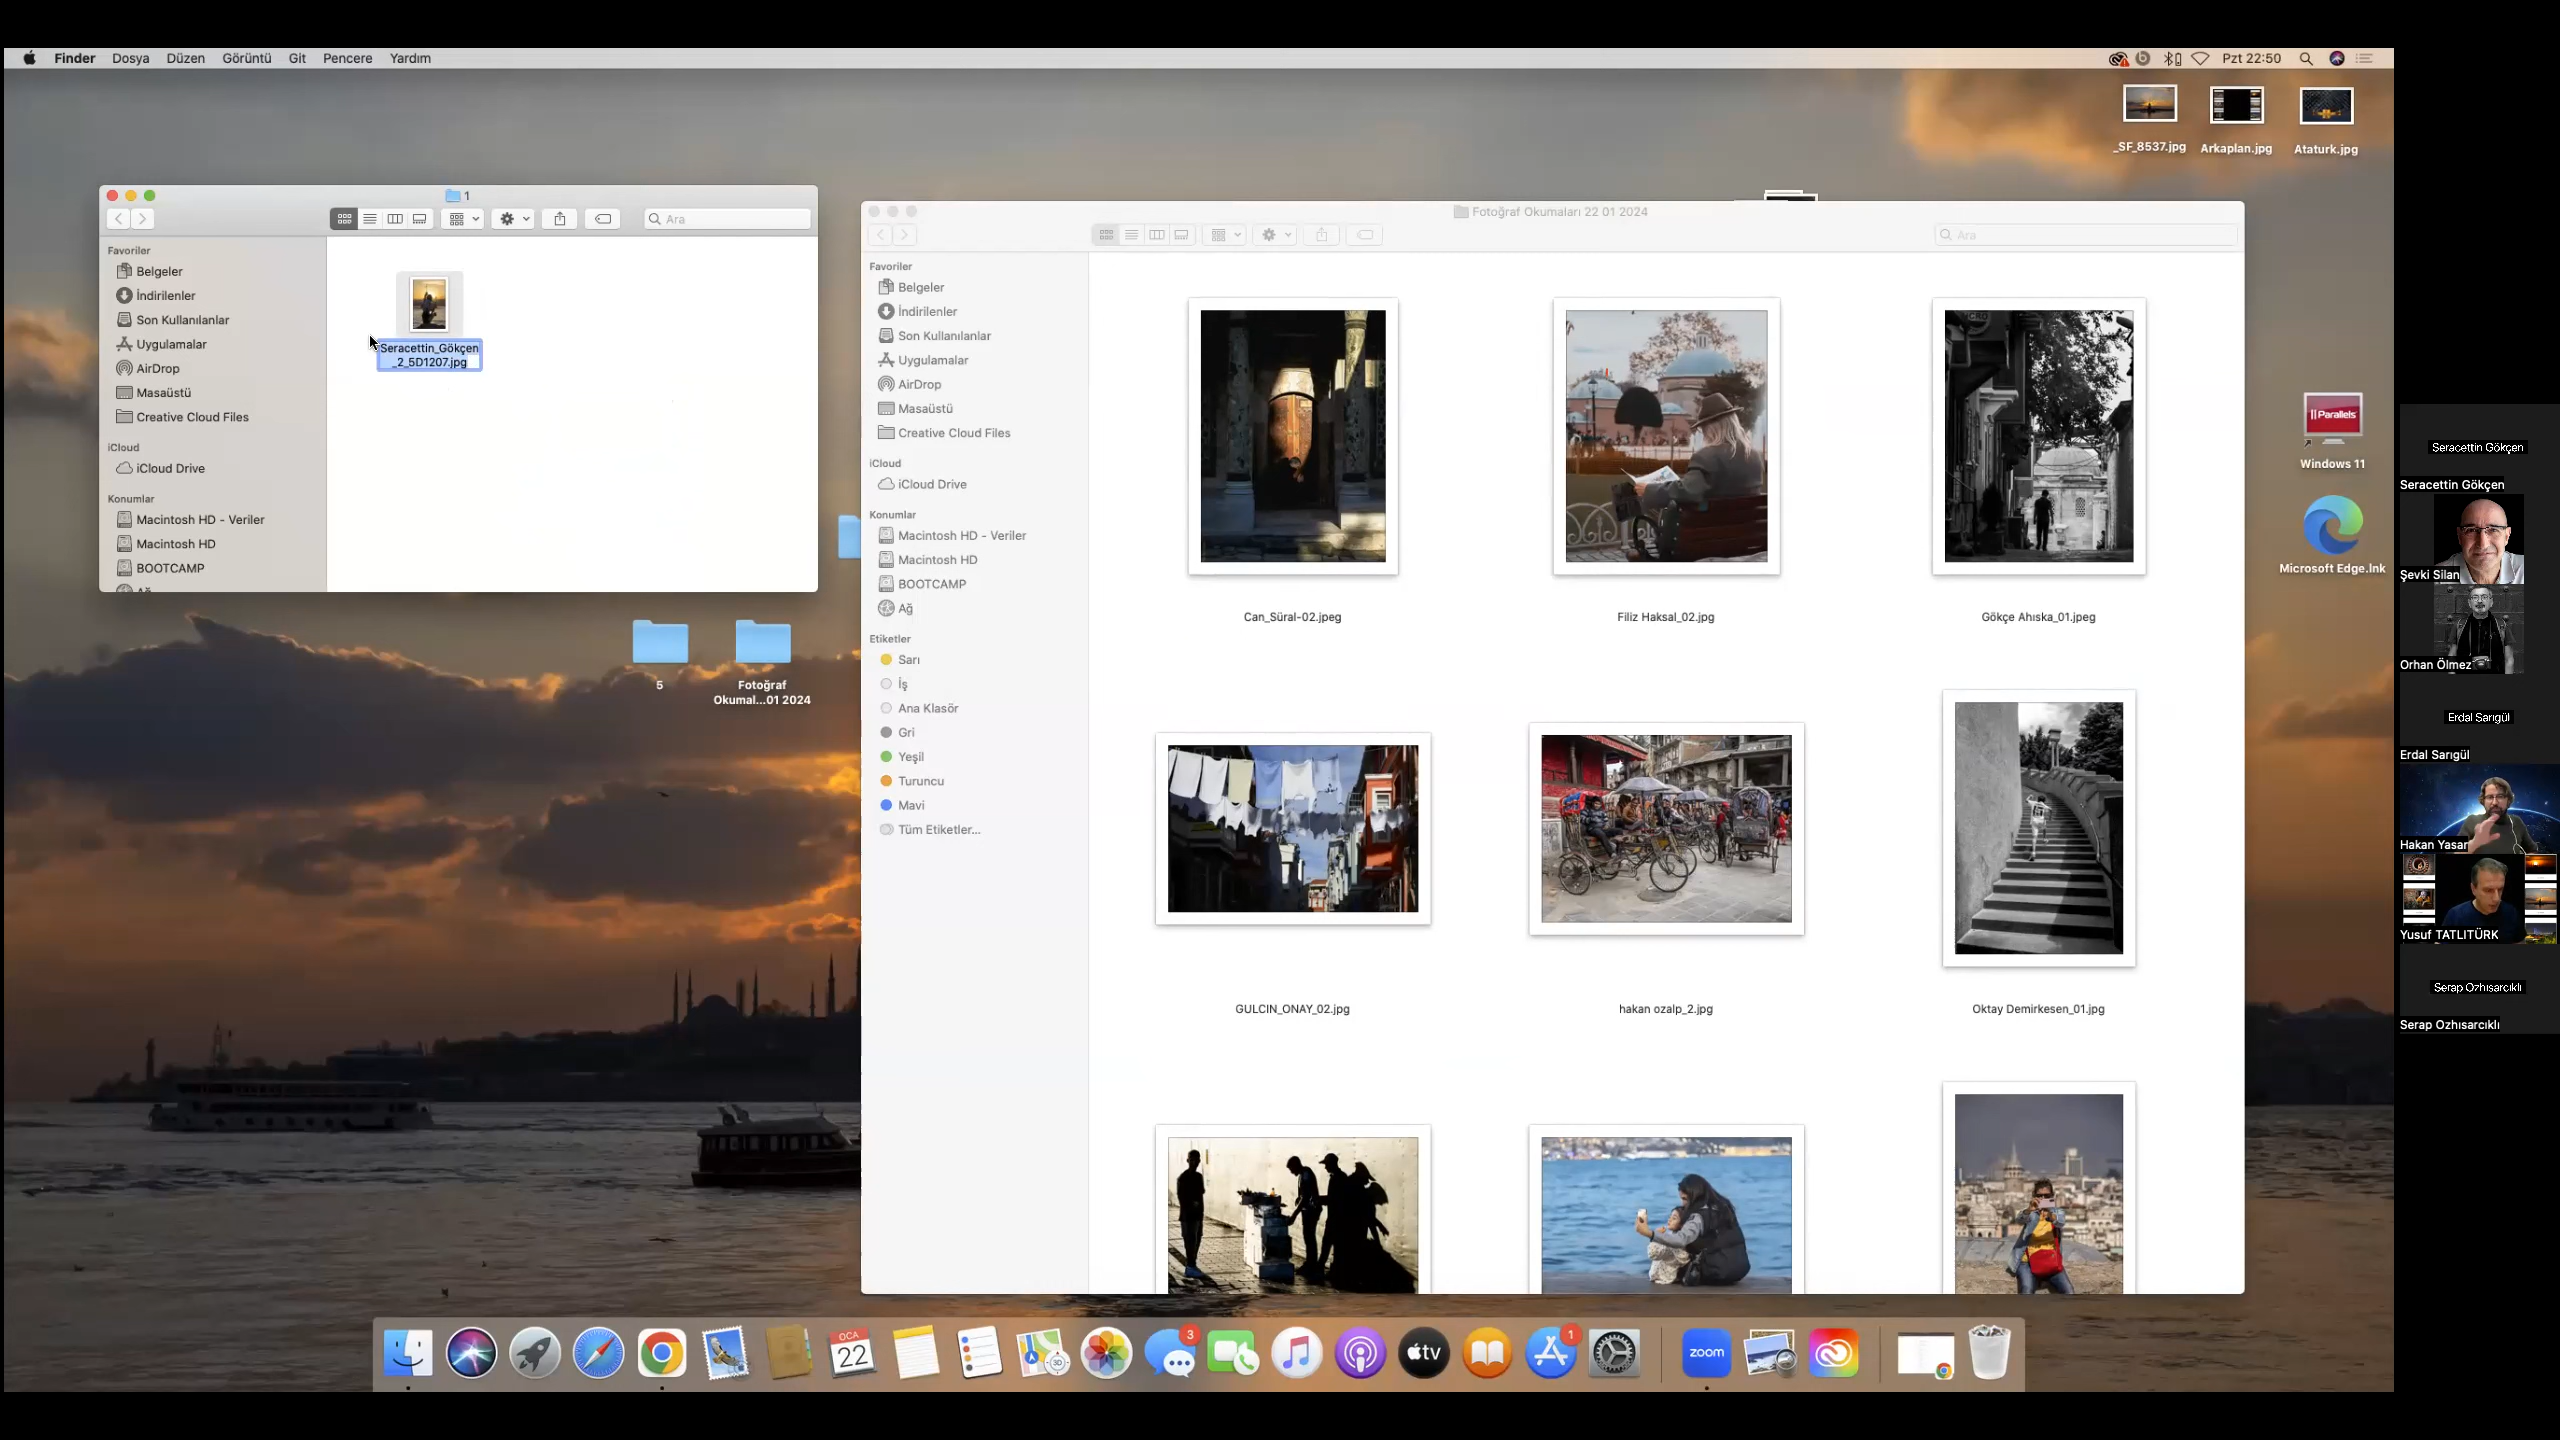 Finder Dosya Düzen Görüntü Git Pencere Yardım
Pzt 22:50
_SF_8537.jpg
Arkaplan.jpg
Ataturk.jpg
1
Ara
Favoriler
Belgeler
İndirilenler
Son Kullanılanlar
Uygulamalar
AirDrop
Masaüstü
Creative Cloud Files
iCloud
iCloud Drive
Konumlar
Macintosh HD - Veriler
Macintosh HD
BOOTCAMP
Seracettin_Gökçen
_2_5D1207.jpg
5
Fotoğraf
Okumal...01 2024
Fotoğraf Okumaları 22 01 2024
Ara
Favoriler
Belgeler
İndirilenler
Son Kullanılanlar
Uygulamalar
AirDrop
Masaüstü
Creative Cloud Files
iCloud
iCloud Drive
Konumlar
Macintosh HD - Veriler
Macintosh HD
BOOTCAMP
Ağ
Etiketler
Sarı
İş
Ana Klasör
Gri
Yeşil
Turuncu
Mavi
Tüm Etiketler...
Can_Süral-02.jpeg
Filiz Haksal_02.jpg
Gökçe Ahıska_01.jpeg
GULCIN_ONAY_02.jpg
hakan ozalp_2.jpg
Oktay Demirkesen_01.jpg
Parallels
Windows 11
Microsoft Edge.lnk
Seracettin Gökçen
Seracettin Gökçen
Şevki Silan
Orhan Ölmez
Erdal Sarıgül
Erdal Sarıgül
Hakan Yaşar
Yusuf TATLITÜRK
Serap Ozhısarcıklı
Serap Ozhısarcıklı
OCA
22
3D
3
tv
1
zoom